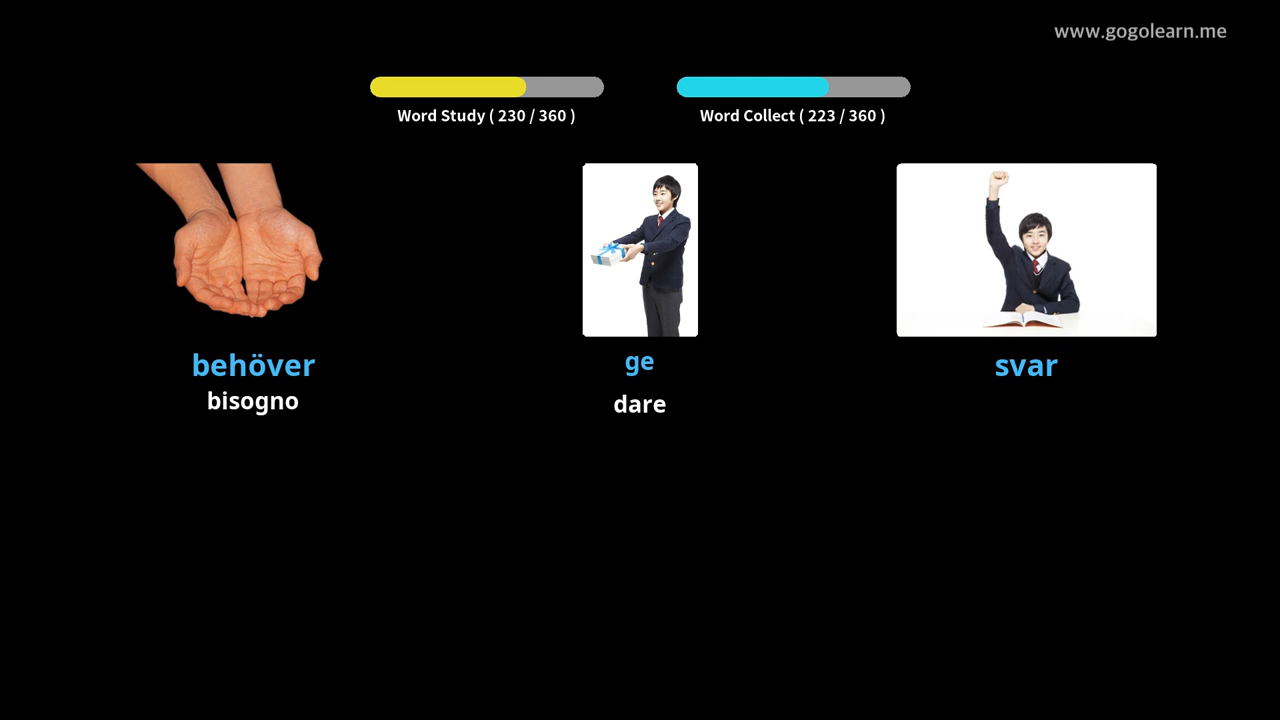 www.gogolearn.me
Word Study ( 230 / 360 )
Word Collect ( 223 / 360 )
behöver
bisogno
ge
dare
svar